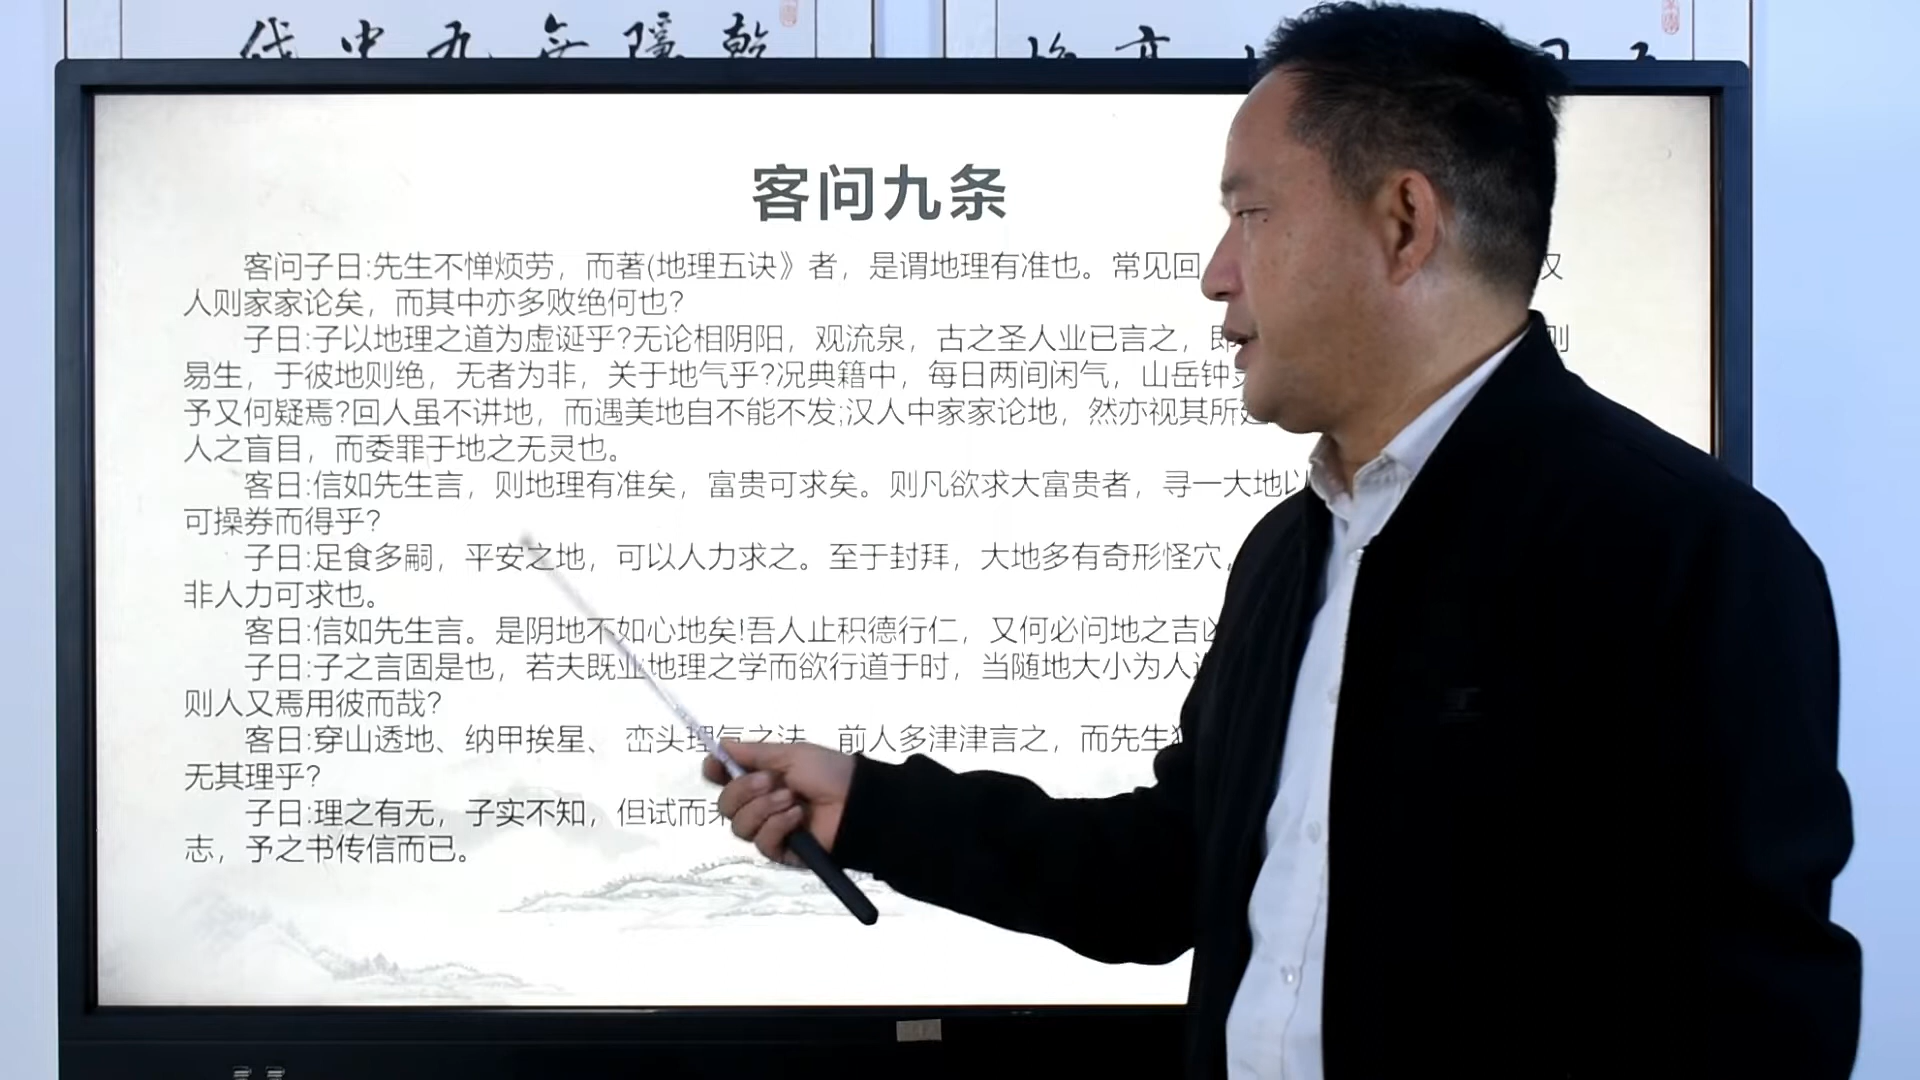 代中九無隱乾
客问九条
客问子日:先生不惮烦劳，而著(地理五诀》者，是谓地理有准也。常见回
人则家家论矣，而其中亦多败绝何也?
子日:子以地理之道为虚诞乎?无论相阴阳，观流泉，古之圣人业已言之，即
易生，于彼地则绝，无者为非，关于地气乎?况典籍中，每日两间闲气，山岳钟
予又何疑焉?回人虽不讲地，而遇美地自不能不发;汉人中家家论地，然亦视其所
人之盲目，而委罪于地之无灵也。
客日:信如先生言，则地理有准矣，富贵可求矣。则凡欲求大富贵者，寻一大地以
可操券而得乎?
子日:足食多嗣，平安之地，可以人力求之。至于封拜，大地多有奇形怪穴，
非人力可求也。
客日:信如先生言。是阴地不如心地矣!吾人止积德行仁，又何必问地之吉凶
子日:子之言固是也，若夫既业地理之学而欲行道于时，当随地大小为人
则人又焉用彼而哉?
客日:穿山透地、纳甲挨星、 峦头理气之法，前人多津津言之，而先生
无其理乎?
子日:理之有无，子实不知，但试而
志，予之书传信而已。